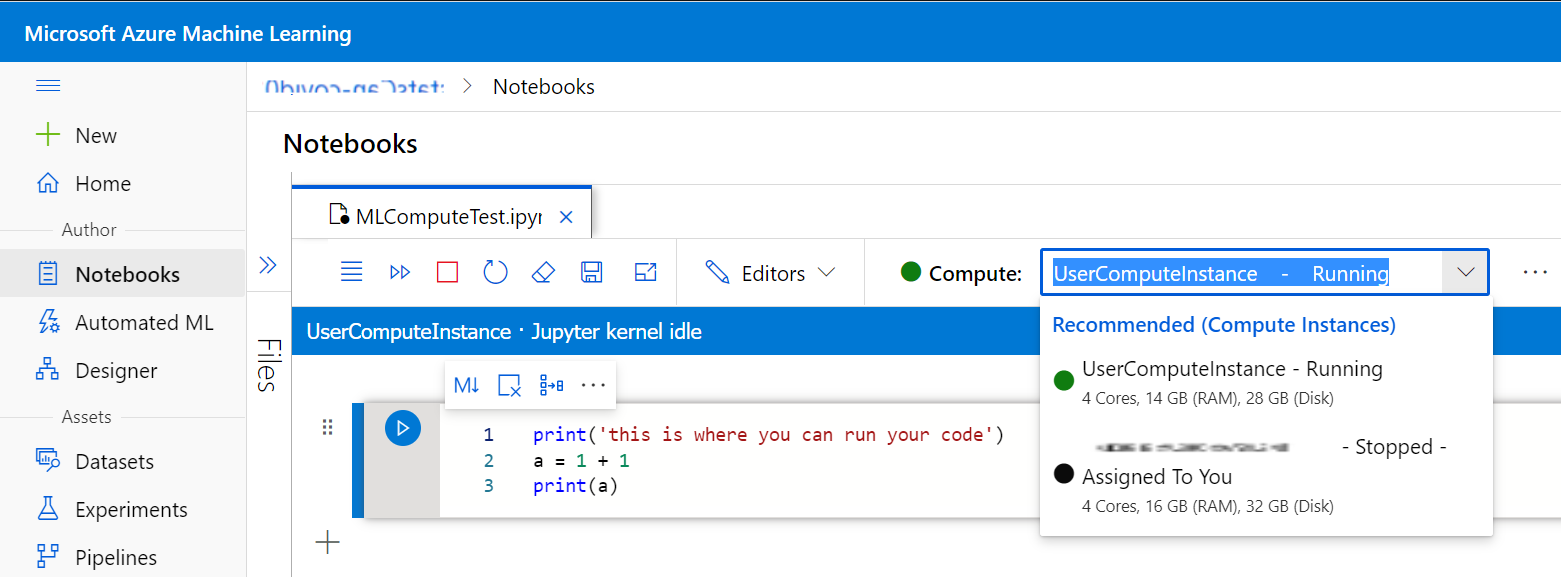 Microsoft Azure Machine Learning
> Notebooks
New
Home
Author
Notebooks
Automated ML
Designer
Assets
Datasets
Experiments
Pipelines
Notebooks
Files
MLComputeTest.ipyn
Editors
Compute:
UserComputeInstance - Running
UserComputeInstance · Jupyter kernel idle
Recommended (Compute Instances)
UserComputeInstance - Running
4 Cores, 14 GB (RAM), 28 GB (Disk)
- Stopped -
Assigned To You
4 Cores, 16 GB (RAM), 32 GB (Disk)
M↓
1 print('this is where you can run your code')
2 a = 1 + 1
3 print(a)